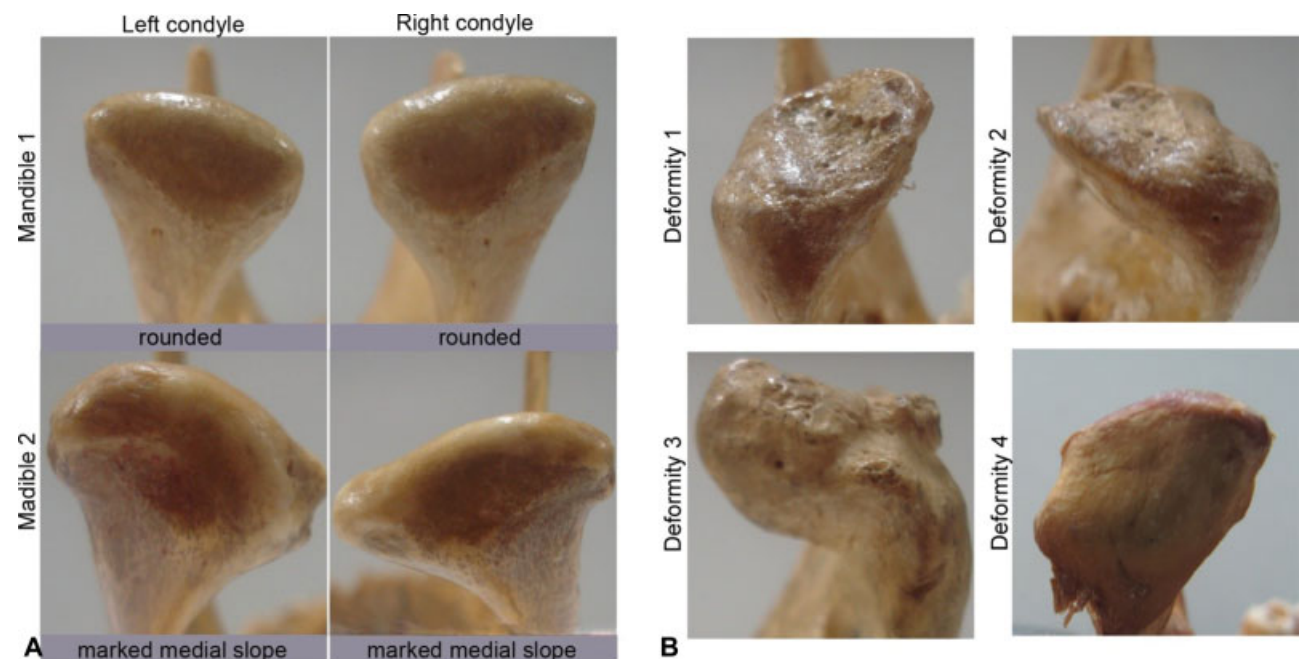 Left condyle
Right condyle
Mandible 1
rounded
rounded
Madible 2
marked medial slope
marked medial slope
A
Deformity 1
Deformity 2
Deformity 3
Deformity 4
B